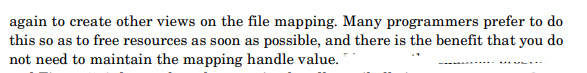 again to create other views on the file mapping. Many programmers prefer to do
this so as to free resources as soon as possible, and there is the benefit that you do
not need to maintain the mapping handle value.